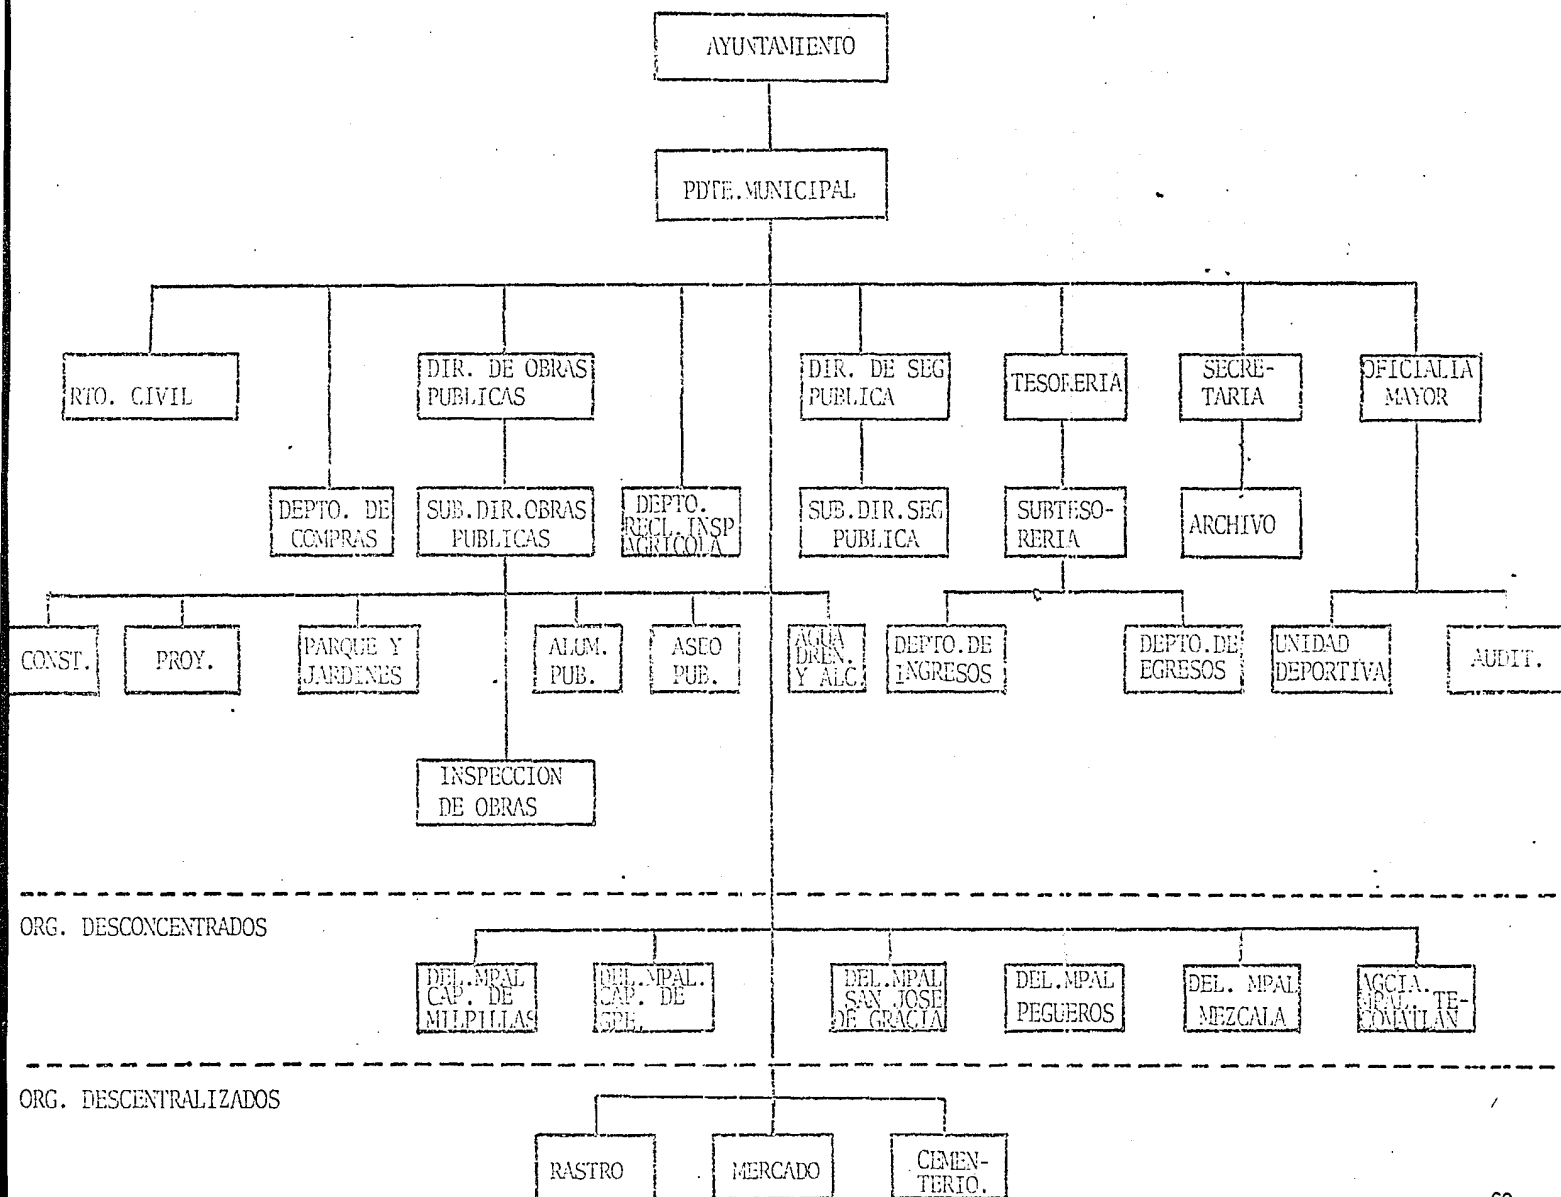 AYUNTAMIENTO
PDTE.MUNICIPAL
RTO. CIVIL
DIR. DE OBRAS
PUBLICAS
DIR. DE SEG
PUBLICA
TESORERIA
SECRE-
TARIA
OFICIALIA
MAYOR
DEPTO. DE
COMPRAS
SUB.DIR.OBRAS
PUBLICAS
DEPTO.
RECL.INSP
AGRICOLA
SUB.DIR.SEG
PUBLICA
SUBTESO-
RERIA
ARCHIVO
CONST.
PROY.
PARQUE Y
JARDINES
ALUM.
PUB.
ASEO
PUB.
AGUA
DREN.
Y ALC.
DEPTO.DE
INGRESOS
DEPTO.DE
EGRESOS
UNIDAD
DEPORTIVA
AUDIT.
INSPECCION
DE OBRAS
ORG. DESCONCENTRADOS
DEL.MPAL
CAP. DE
MILPILLAS
DEL.MPAL.
CAP. DE
GPE.
DEL.MPAL
SAN JOSE
DE GRACIA
DEL.MPAL
PEGUEROS
DEL. MPAL
MEZCALA
AGCIA.
MPAL. TE-
COMATLAN
ORG. DESCENTRALIZADOS
RASTRO
MERCADO
CEMEN-
TERIO.